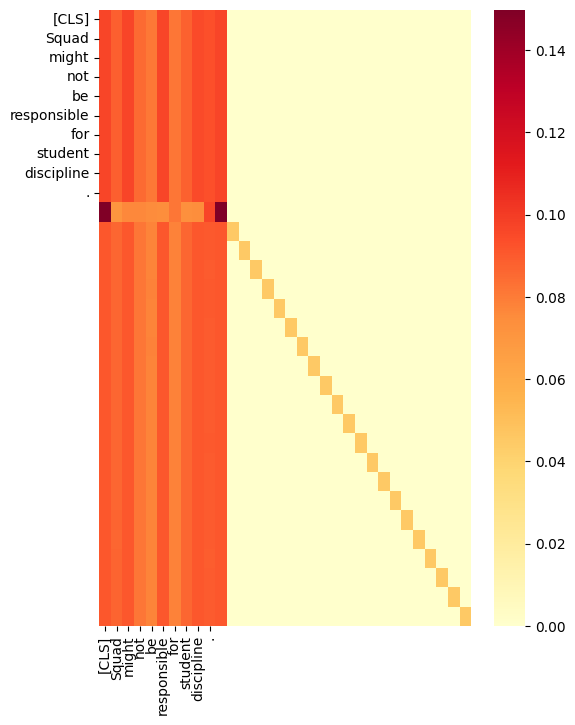 [CLS]
Squad
might
not
be
responsible
for
student
discipline
.
0.14
0.12
0.10
0.08
0.06
0.04
0.02
0.00
[CLS]
Squad
might
not
be
responsible
for
student
discipline
.